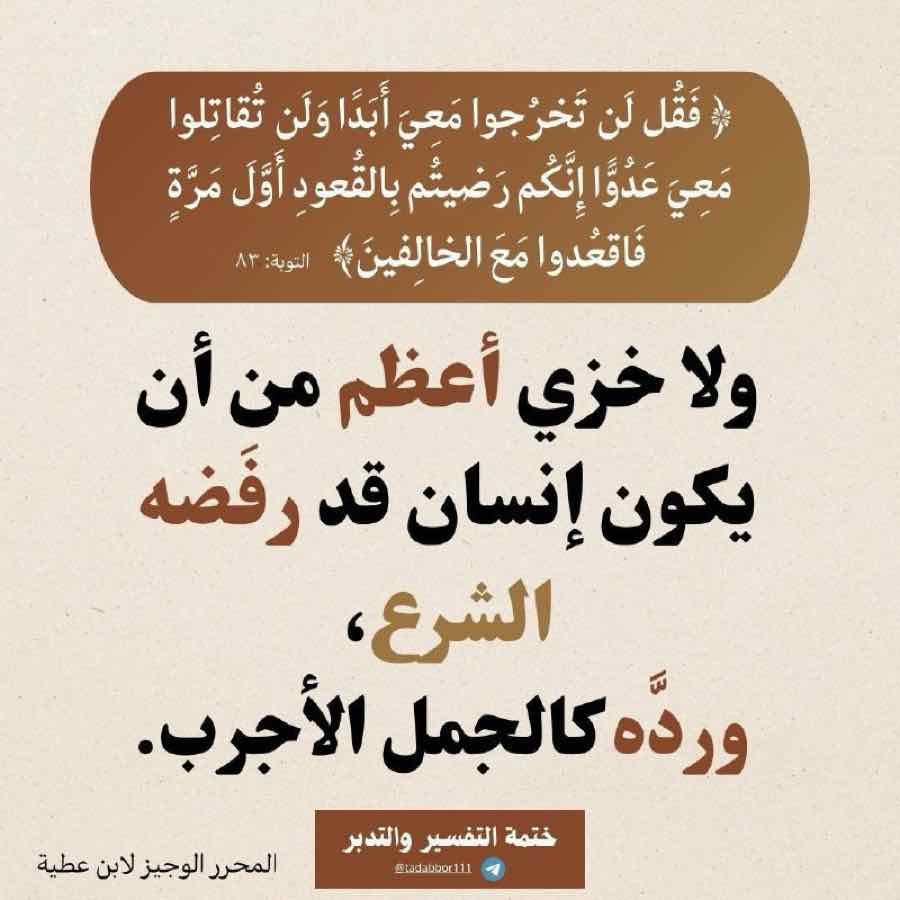 ﴿ فَقُل لَن تَخرُجوا مَعِيَ أَبَدًا وَلَن تُقاتِلوا
مَعِيَ عَدُوًّا إِنَّكُم رَضيتُم بِالقُعودِ أَوَّلَ مَرَّةٍ
فَاقعُدوا مَعَ الخالِفينَ﴾ التوبة: ٨٣
ولا خزي أعظم من أن
يكون إنسان قد رفَضه
الشرع،
وردَّه كالجمل الأجرب.
ختمة التفسير والتدبر
@tadabbor111
المحرر الوجيز لابن عطية